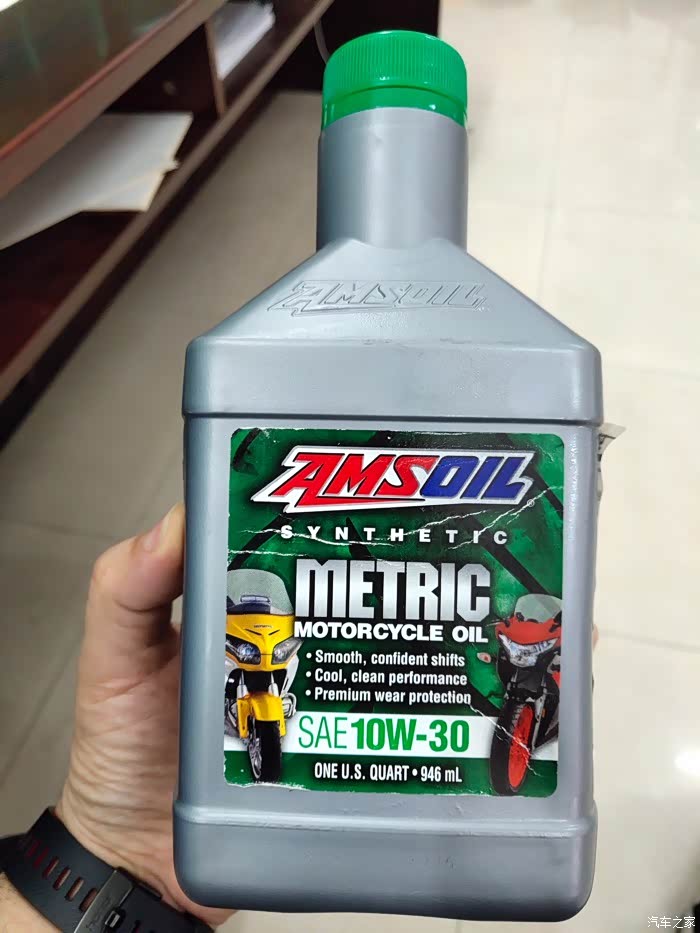 AMSOIL
AMSOIL®
SYNTHETIC
METRIC
MOTORCYCLE OIL
• Smooth, confident shifts
• Cool, clean performance
• Premium wear protection
SAE 10W-30
ONE U.S. QUART • 946 mL
汽车之家